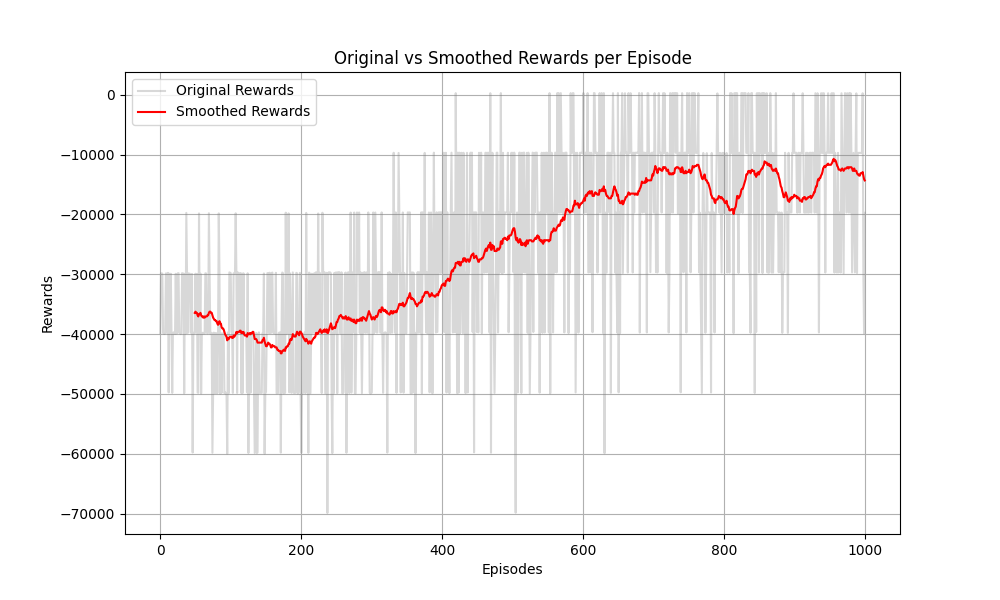 Original vs Smoothed Rewards per Episode
Original Rewards
Smoothed Rewards
0
−10000
−20000
−30000
−40000
−50000
−60000
−70000
Rewards
0 200 400 600 800 1000
Episodes